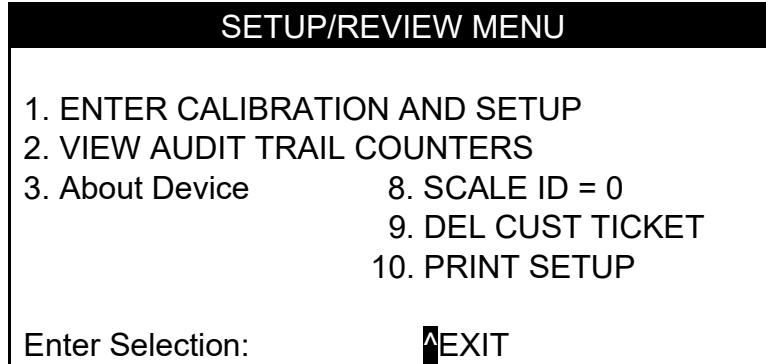 SETUP/REVIEW MENU
1. ENTER CALIBRATION AND SETUP
2. VIEW AUDIT TRAIL COUNTERS
3. About Device 8. SCALE ID = 0
9. DEL CUST TICKET
10. PRINT SETUP
Enter Selection: ^EXIT